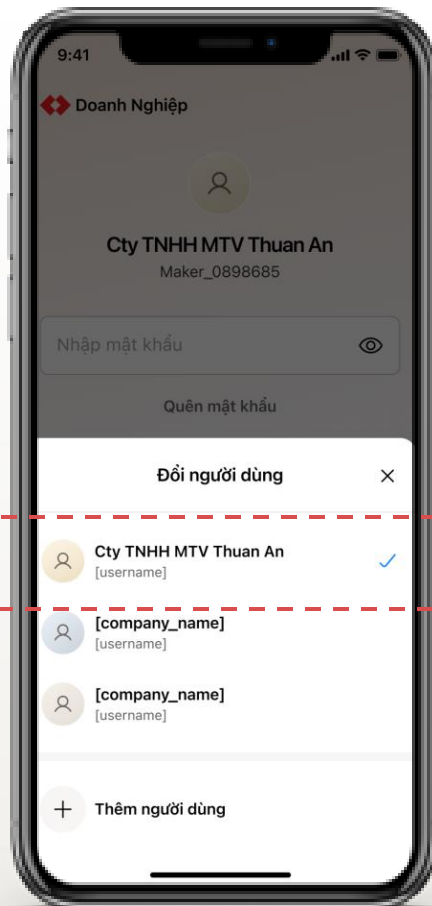 9:41
Doanh Nghiệp
Cty TNHH MTV Thuan An
Maker_0898685
Nhập mật khẩu
Quên mật khẩu
Đổi người dùng
Cty TNHH MTV Thuan An
[username]
[company_name]
[username]
[company_name]
[username]
Thêm người dùng